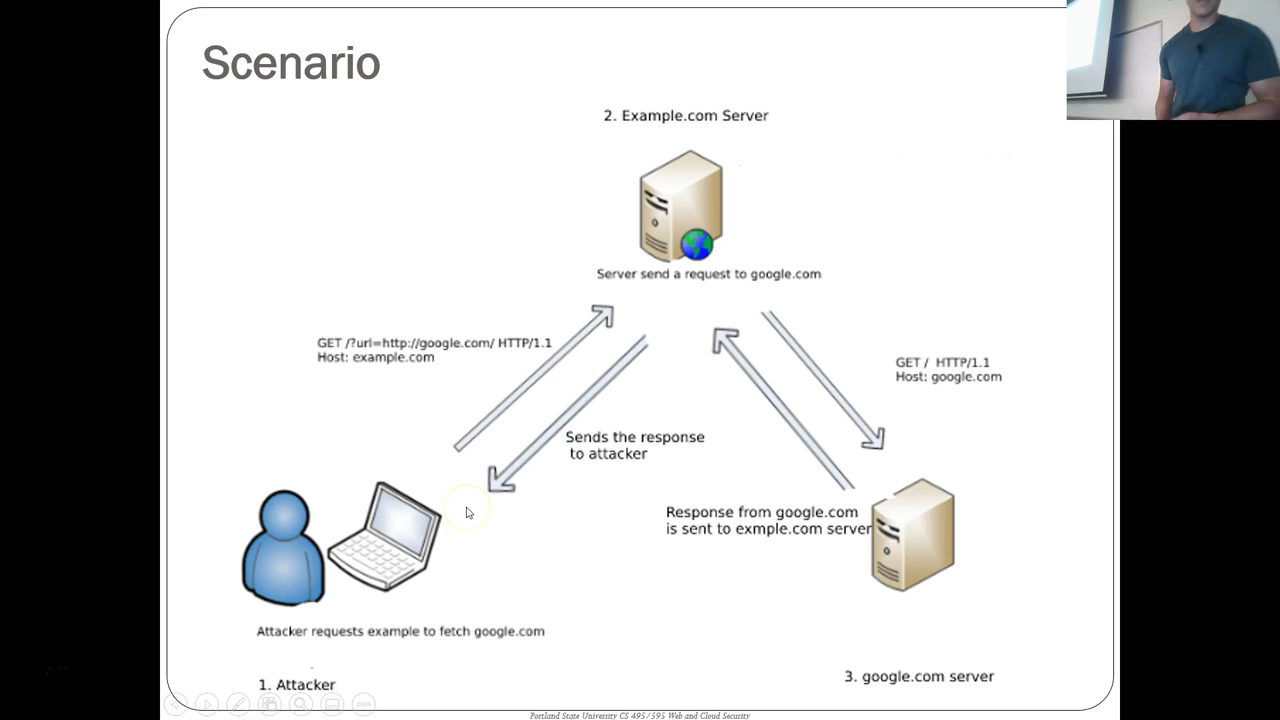 Scenario
2. Example.com Server
Server send a request to google.com
GET /?url=http://google.com/ HTTP/1.1
Host: example.com
GET /  HTTP/1.1
Host: google.com
Sends the response
to attacker
Response from google.com
is sent to exmple.com server
Attacker requests example to fetch google.com
1. Attacker
3. google.com server
Portland State University CS 495/595 Web and Cloud Security